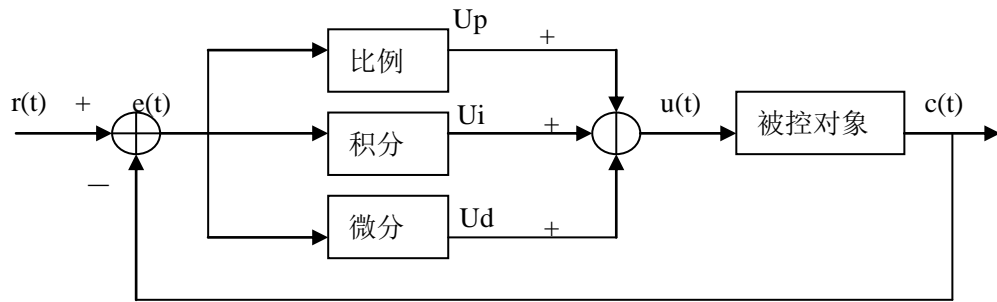 Up +
比例
r(t) + e(t) Ui + u(t) c(t)
积分 被控对象
—
微分 Ud +